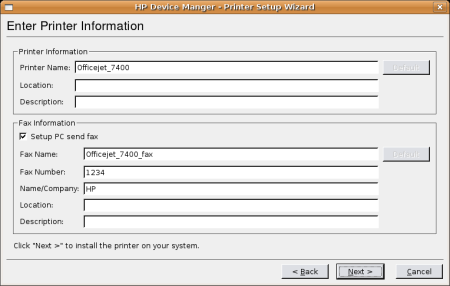 HP Device Manger - Printer Setup Wizard
Enter Printer Information
Printer Information
Printer Name: Officejet_7400 Default
Location:
Description:
Fax Information
Setup PC send fax
Fax Name: Officejet_7400_fax Default
Fax Number: 1234
Name/Company: HP
Location:
Description:
Click "Next >" to install the printer on your system.
< Back Next > Cancel